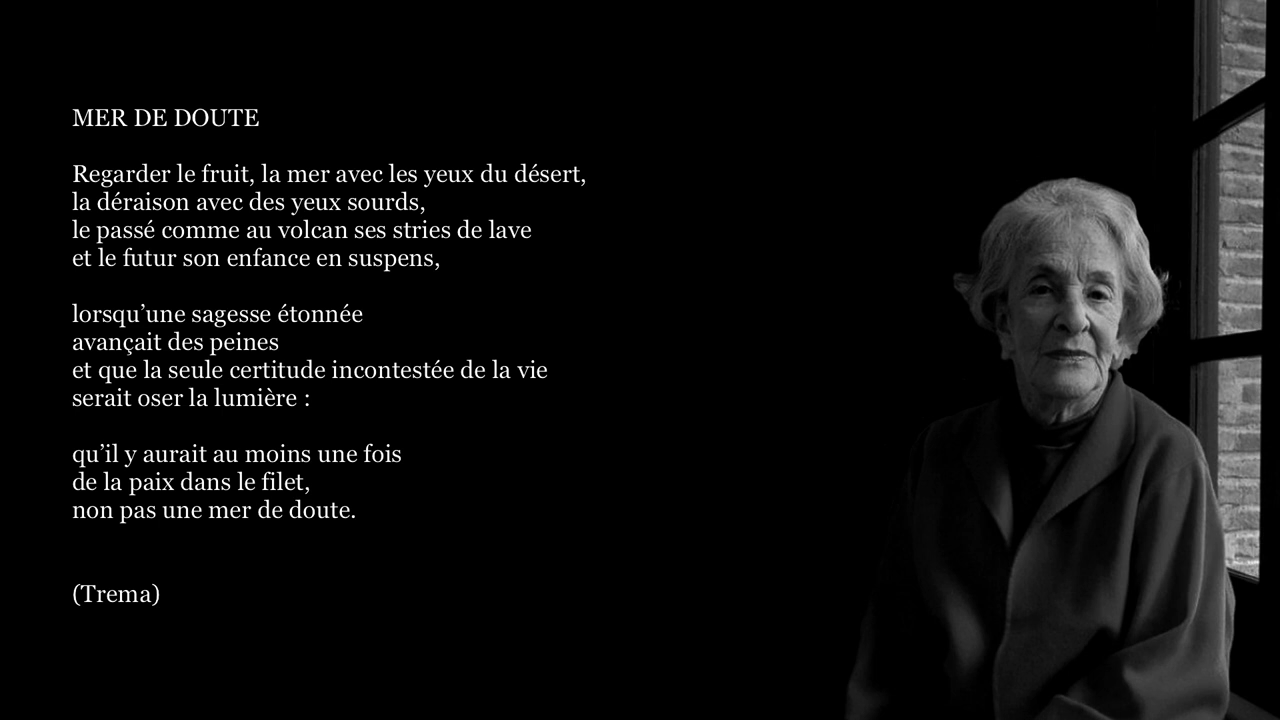 MER DE DOUTE
Regarder le fruit, la mer avec les yeux du désert,
la déraison avec des yeux sourds,
le passé comme au volcan ses stries de lave
et le futur son enfance en suspens,
lorsqu’une sagesse étonnée
avançait des peines
et que la seule certitude incontestée de la vie
serait oser la lumière :
qu’il y aurait au moins une fois
de la paix dans le filet,
non pas une mer de doute.
(Trema)